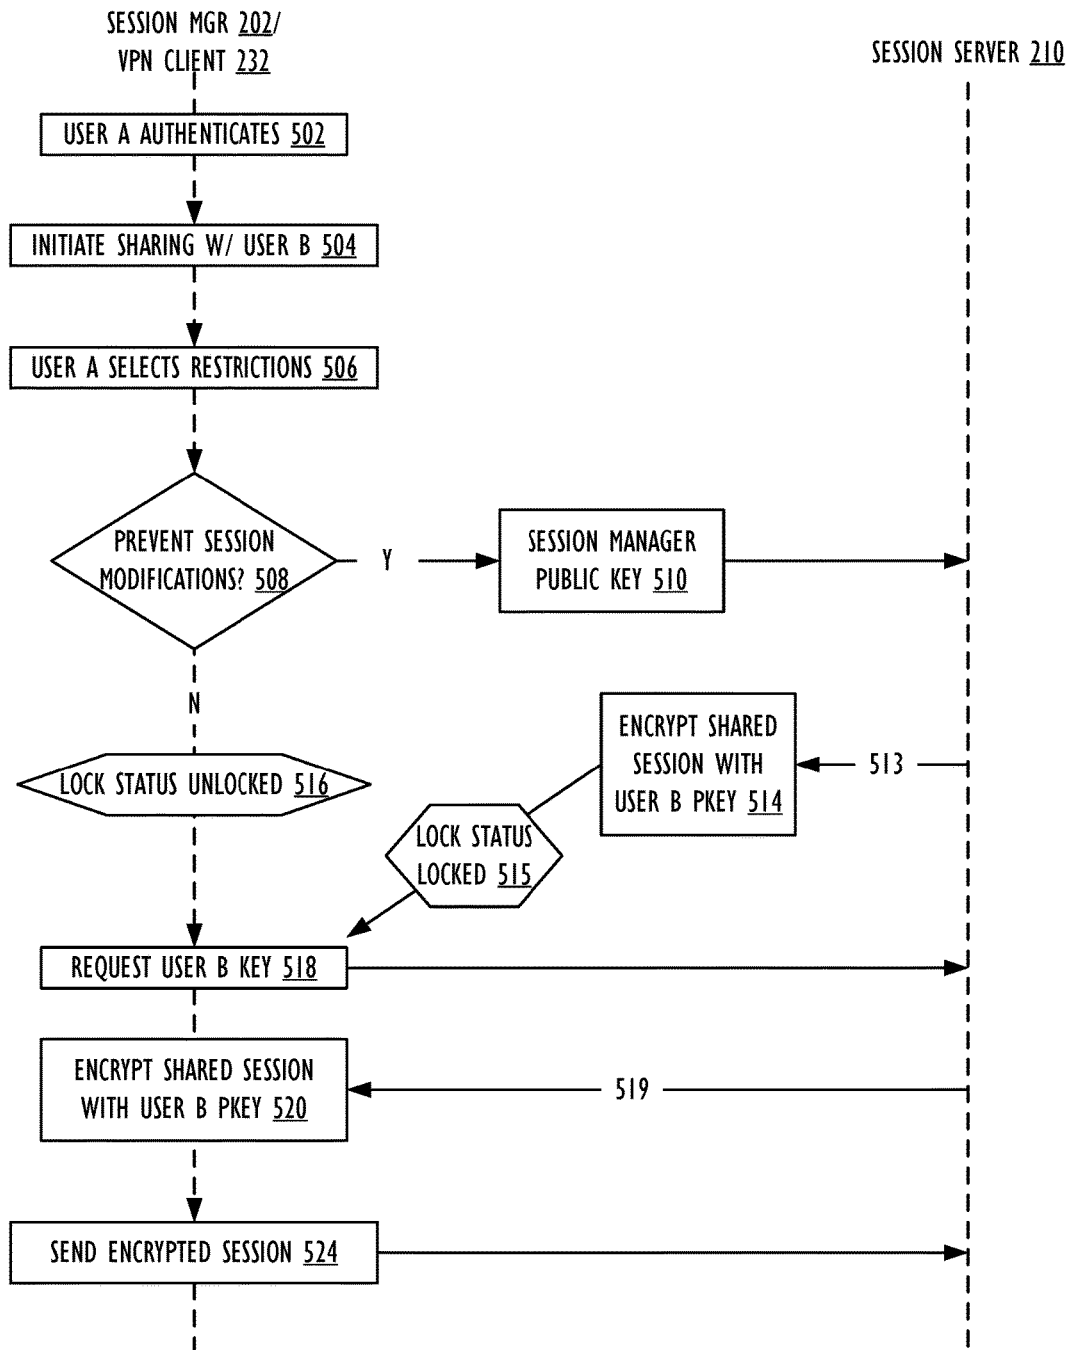 SESSION MGR 202/
VPN CLIENT 232
SESSION SERVER 210
USER A AUTHENTICATES 502
INITIATE SHARING W/ USER B 504
USER A SELECTS RESTRICTIONS 506
PREVENT SESSION
MODIFICATIONS? 508
Y
SESSION MANAGER
PUBLIC KEY 510
N
ENCRYPT SHARED
SESSION WITH
USER B PKEY 514
513
LOCK STATUS UNLOCKED 516
LOCK STATUS
LOCKED 515
REQUEST USER B KEY 518
ENCRYPT SHARED SESSION
WITH USER B PKEY 520
519
SEND ENCRYPTED SESSION 524